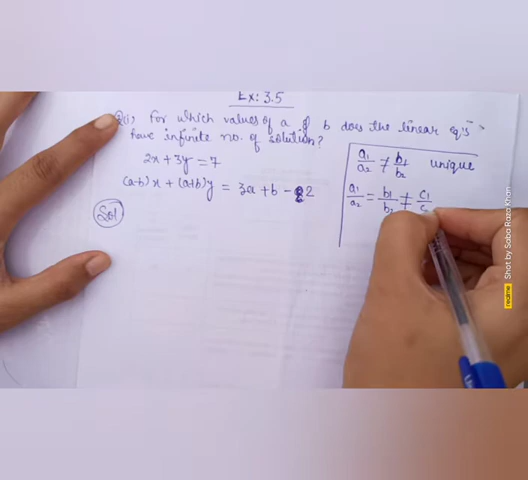 Ex: 3.5
Q(i), For which values of a & b does the linear eq's
have infinite no. of solution?
2x + 3y = 7
(a-b)x + (a+b)y = 3a + b - 2
Sol
a₁/a₂ ≠ b₁/b₂ unique
a₁/a₂ = b₁/b₂ ≠ c₁/c
realme Shot by Saba Raza Khan